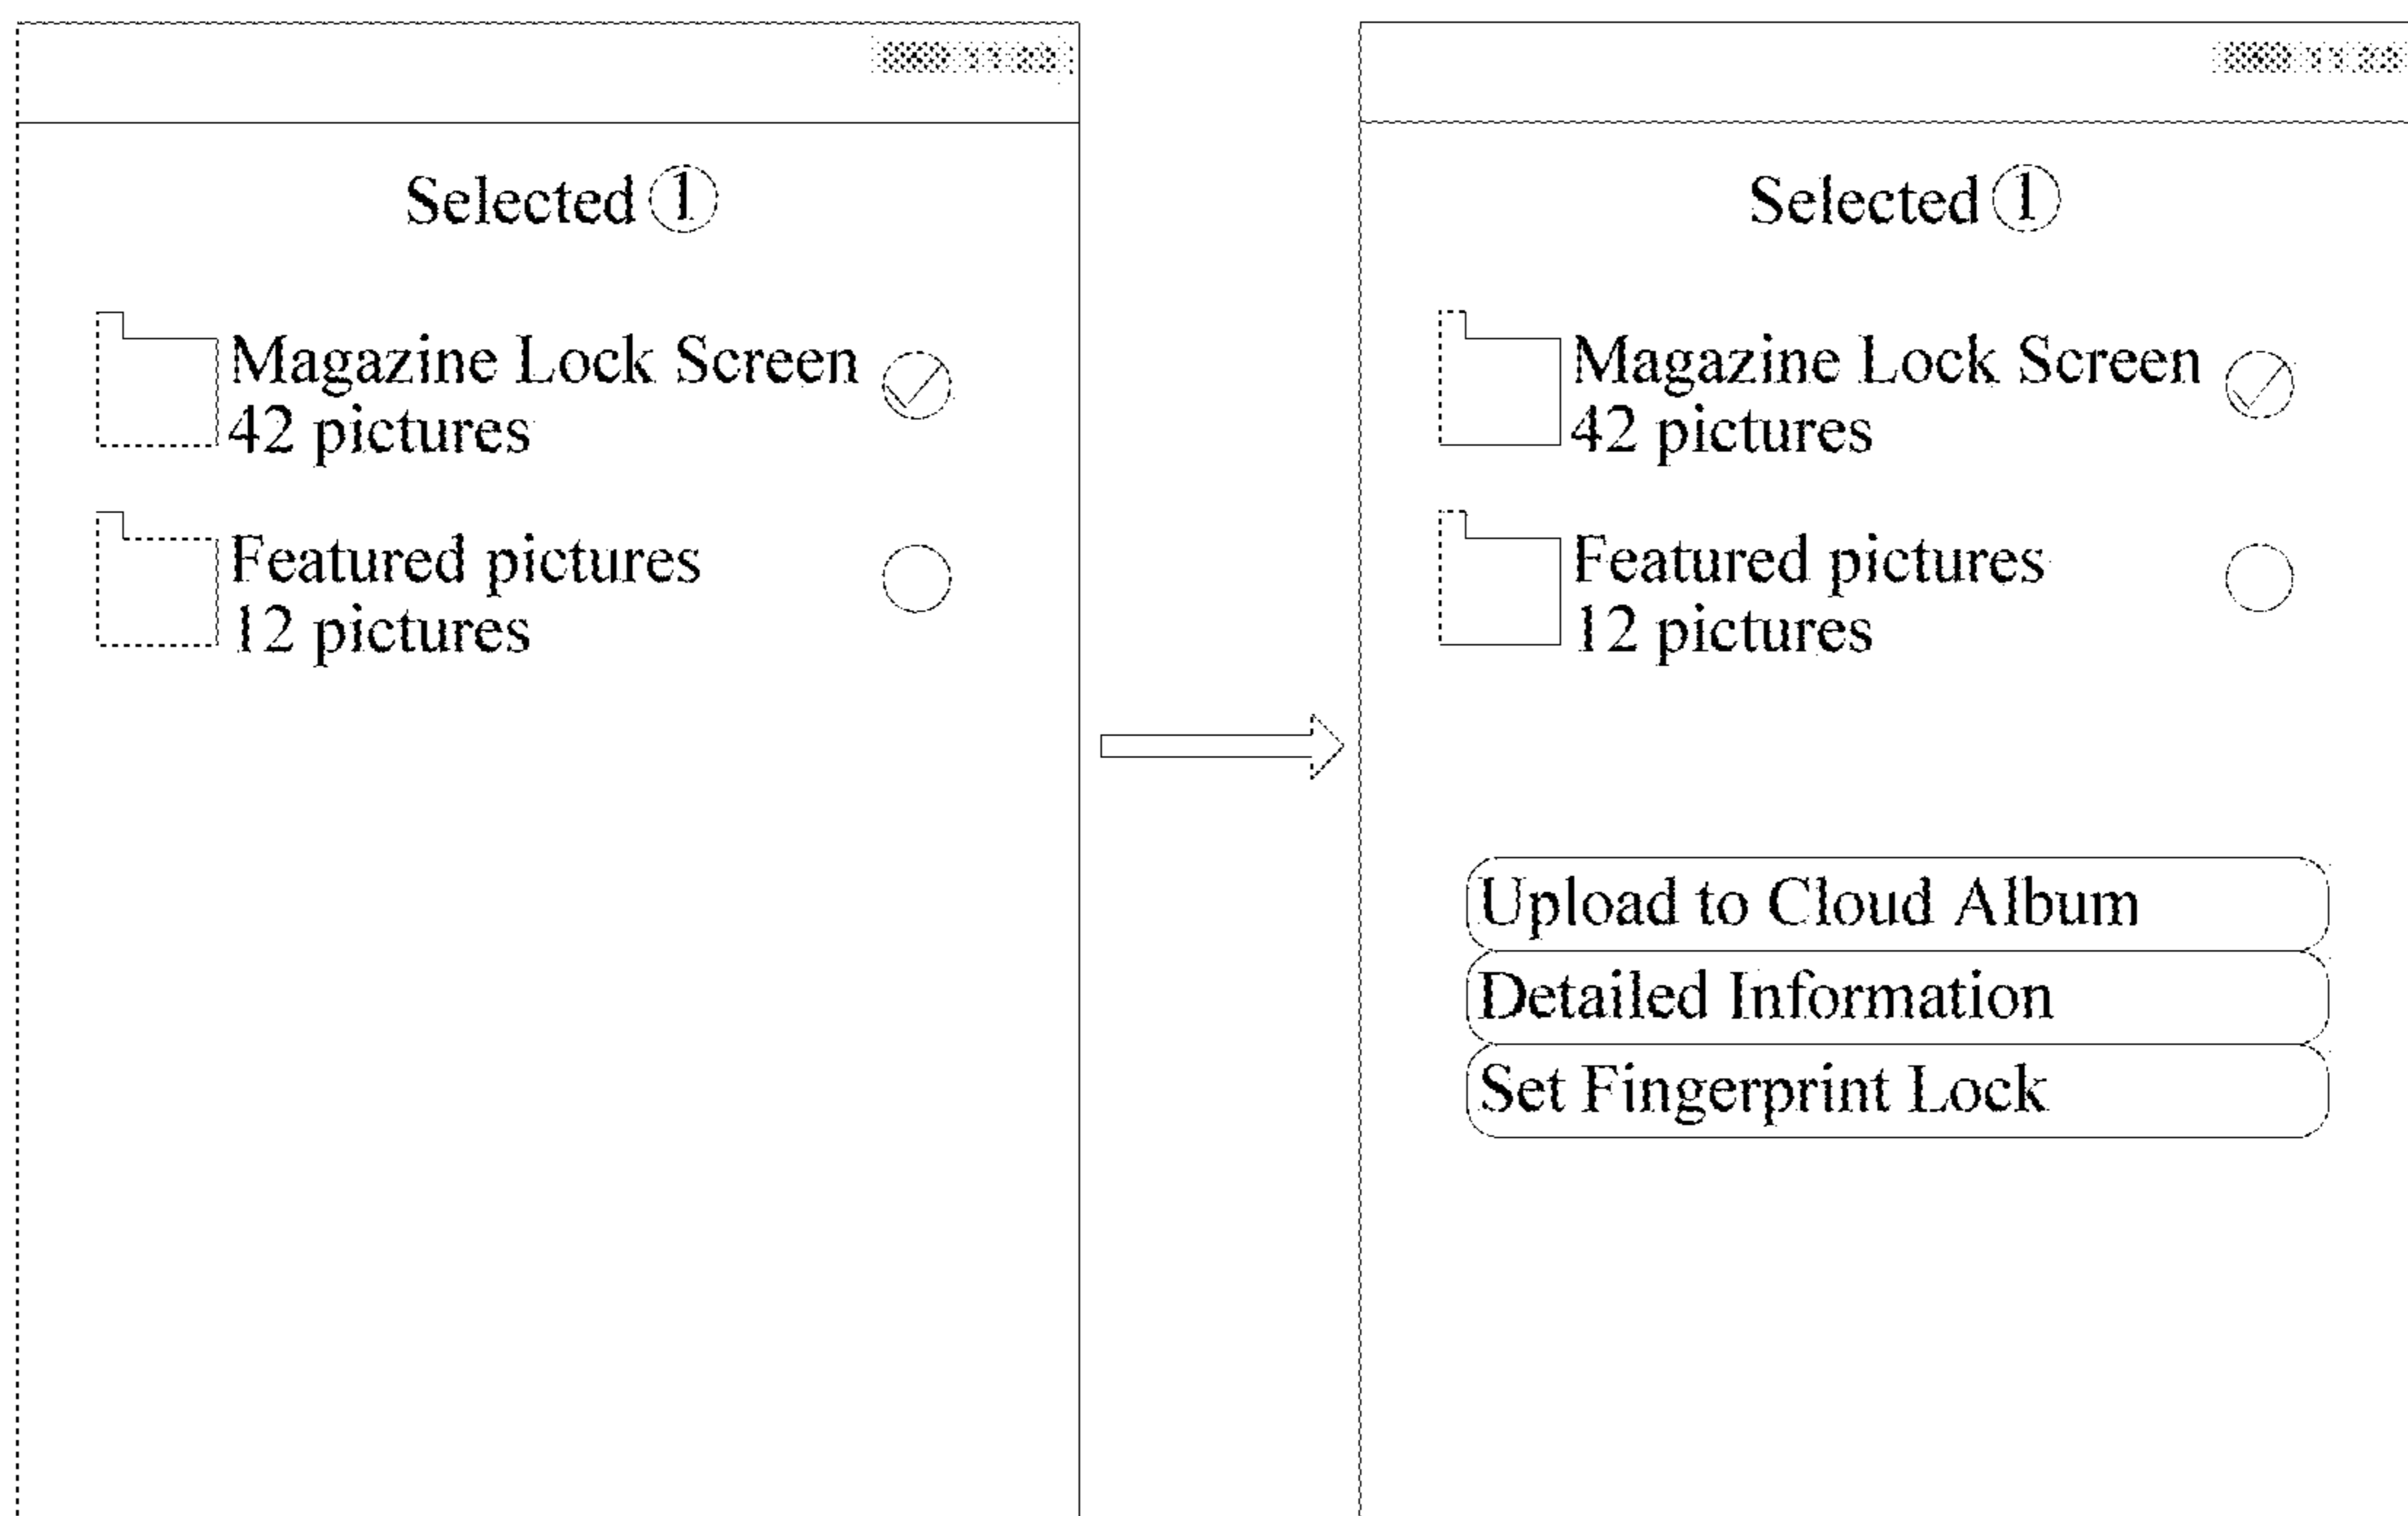 Selected 1
Magazine Lock Screen
42 pictures
Featured pictures
12 pictures
Selected 1
Magazine Lock Screen
42 pictures
Featured pictures
12 pictures
Upload to Cloud Album
Detailed Information
Set Fingerprint Lock